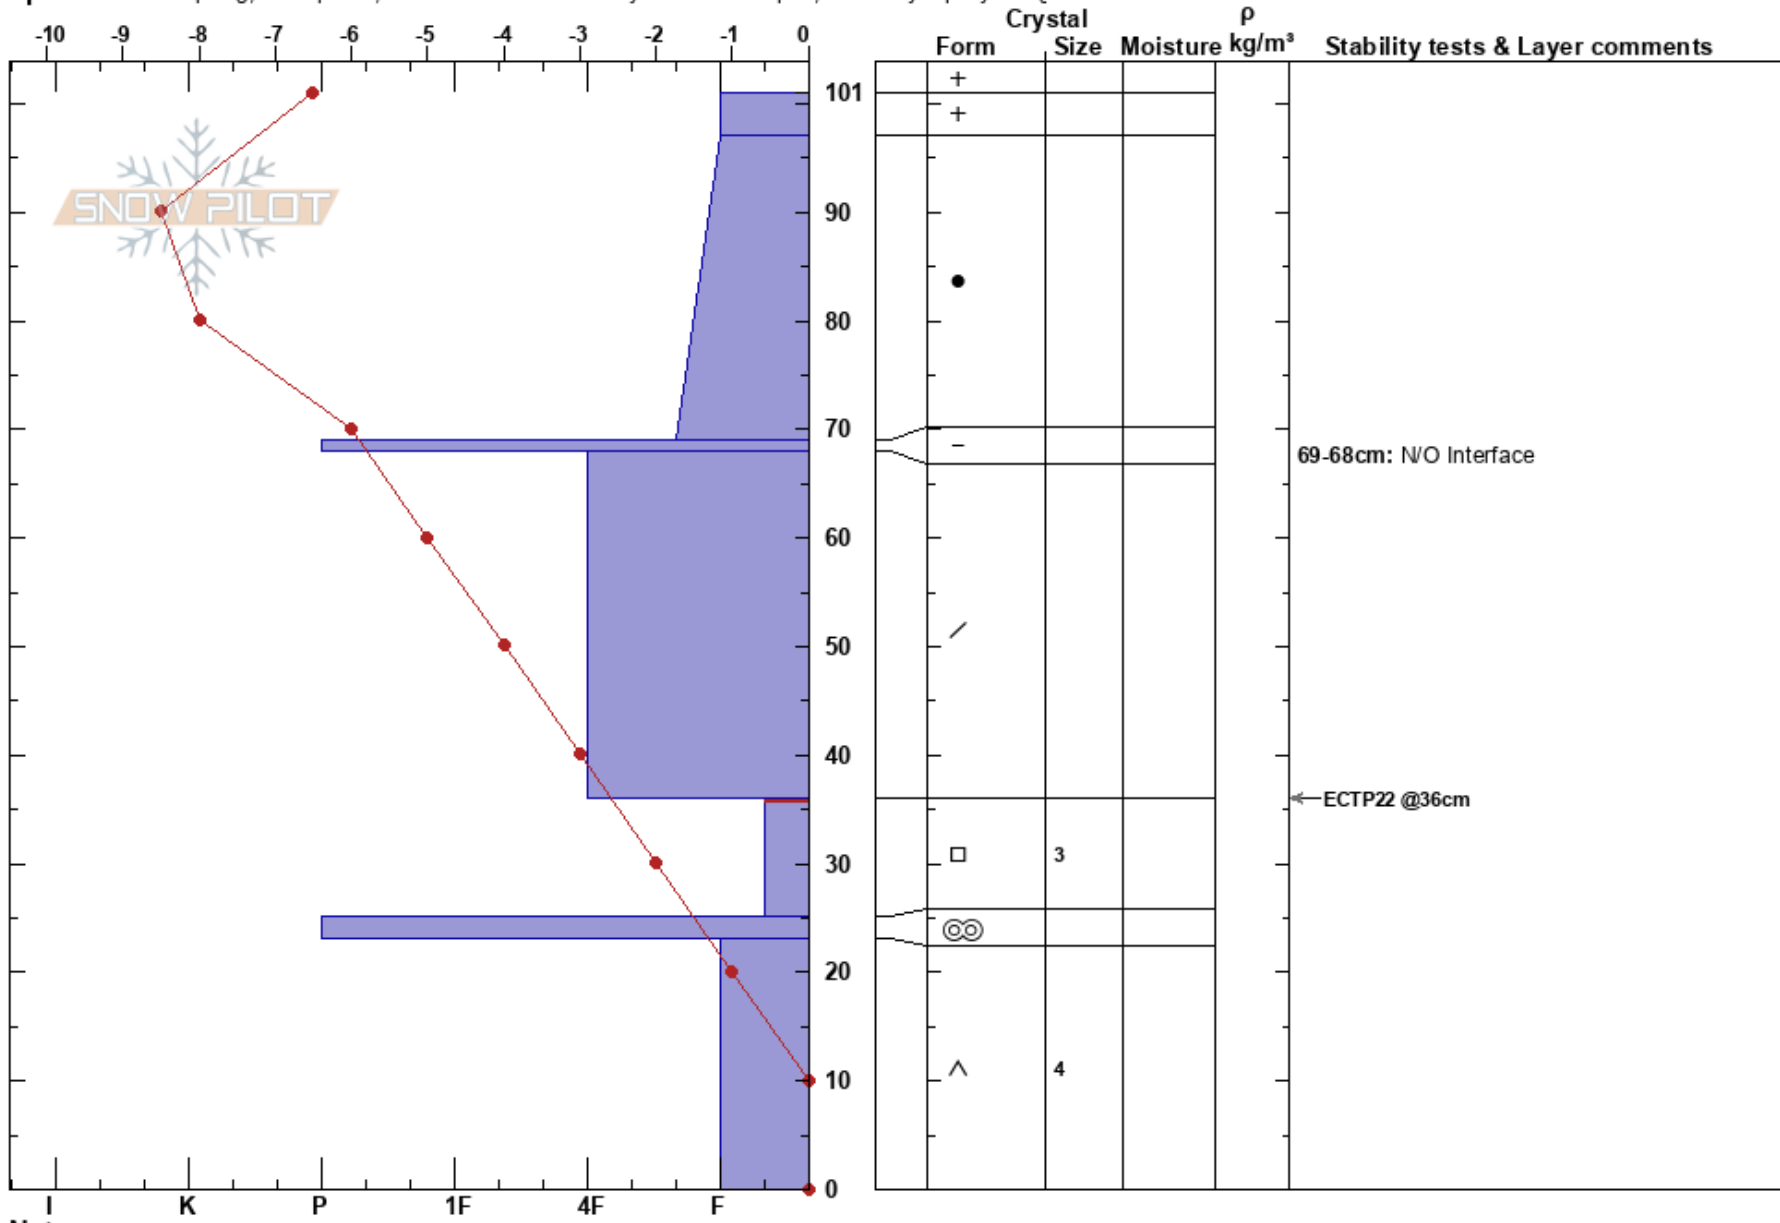 -10 -9 -8 -7 -6 -5 -4 -3 -2 -1 0
Crystal ρ
Form Size Moisture kg/m³ Stability tests & Layer comments
101 +
+
SNOW PILOT
90
80
70
69-68cm: N/O Interface
60
50
40
ECTP22 @36cm
30 3
20
10 4
0
I K P 1F 4F F